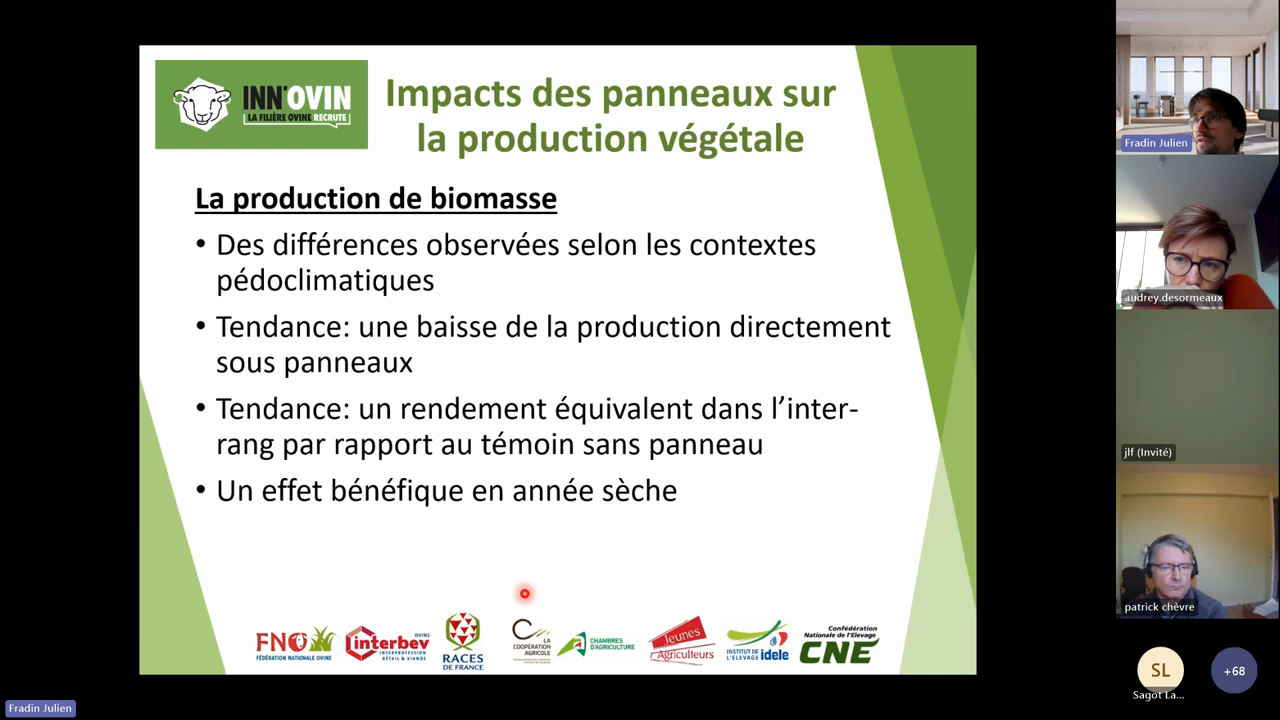 INN'OVIN
LA FILIÈRE OVINE RECRUTE
Impacts des panneaux sur
la production végétale
La production de biomasse
• Des différences observées selon les contextes
pédoclimatiques
• Tendance: une baisse de la production directement
sous panneaux
• Tendance: un rendement équivalent dans l'inter-
rang par rapport au témoin sans panneau
• Un effet bénéfique en année sèche
FNO
FÉDÉRATION NATIONALE OVINE
interbev
OVINS
INTERPROFESSION
BÉTAIL & VIANDE
RACES
DE FRANCE
LA
COOPÉRATION
AGRICOLE
CHAMBRES
D'AGRICULTURE
Jeunes
Agriculteurs
INSTITUT DE
L'ELEVAGE idele
Confédération
Nationale de l'Elevage
CNE
Fradin Julien
audrey.desormeaux
jlf (Invité)
patrick chèvre
SL
Sagot La...
+68
Fradin Julien